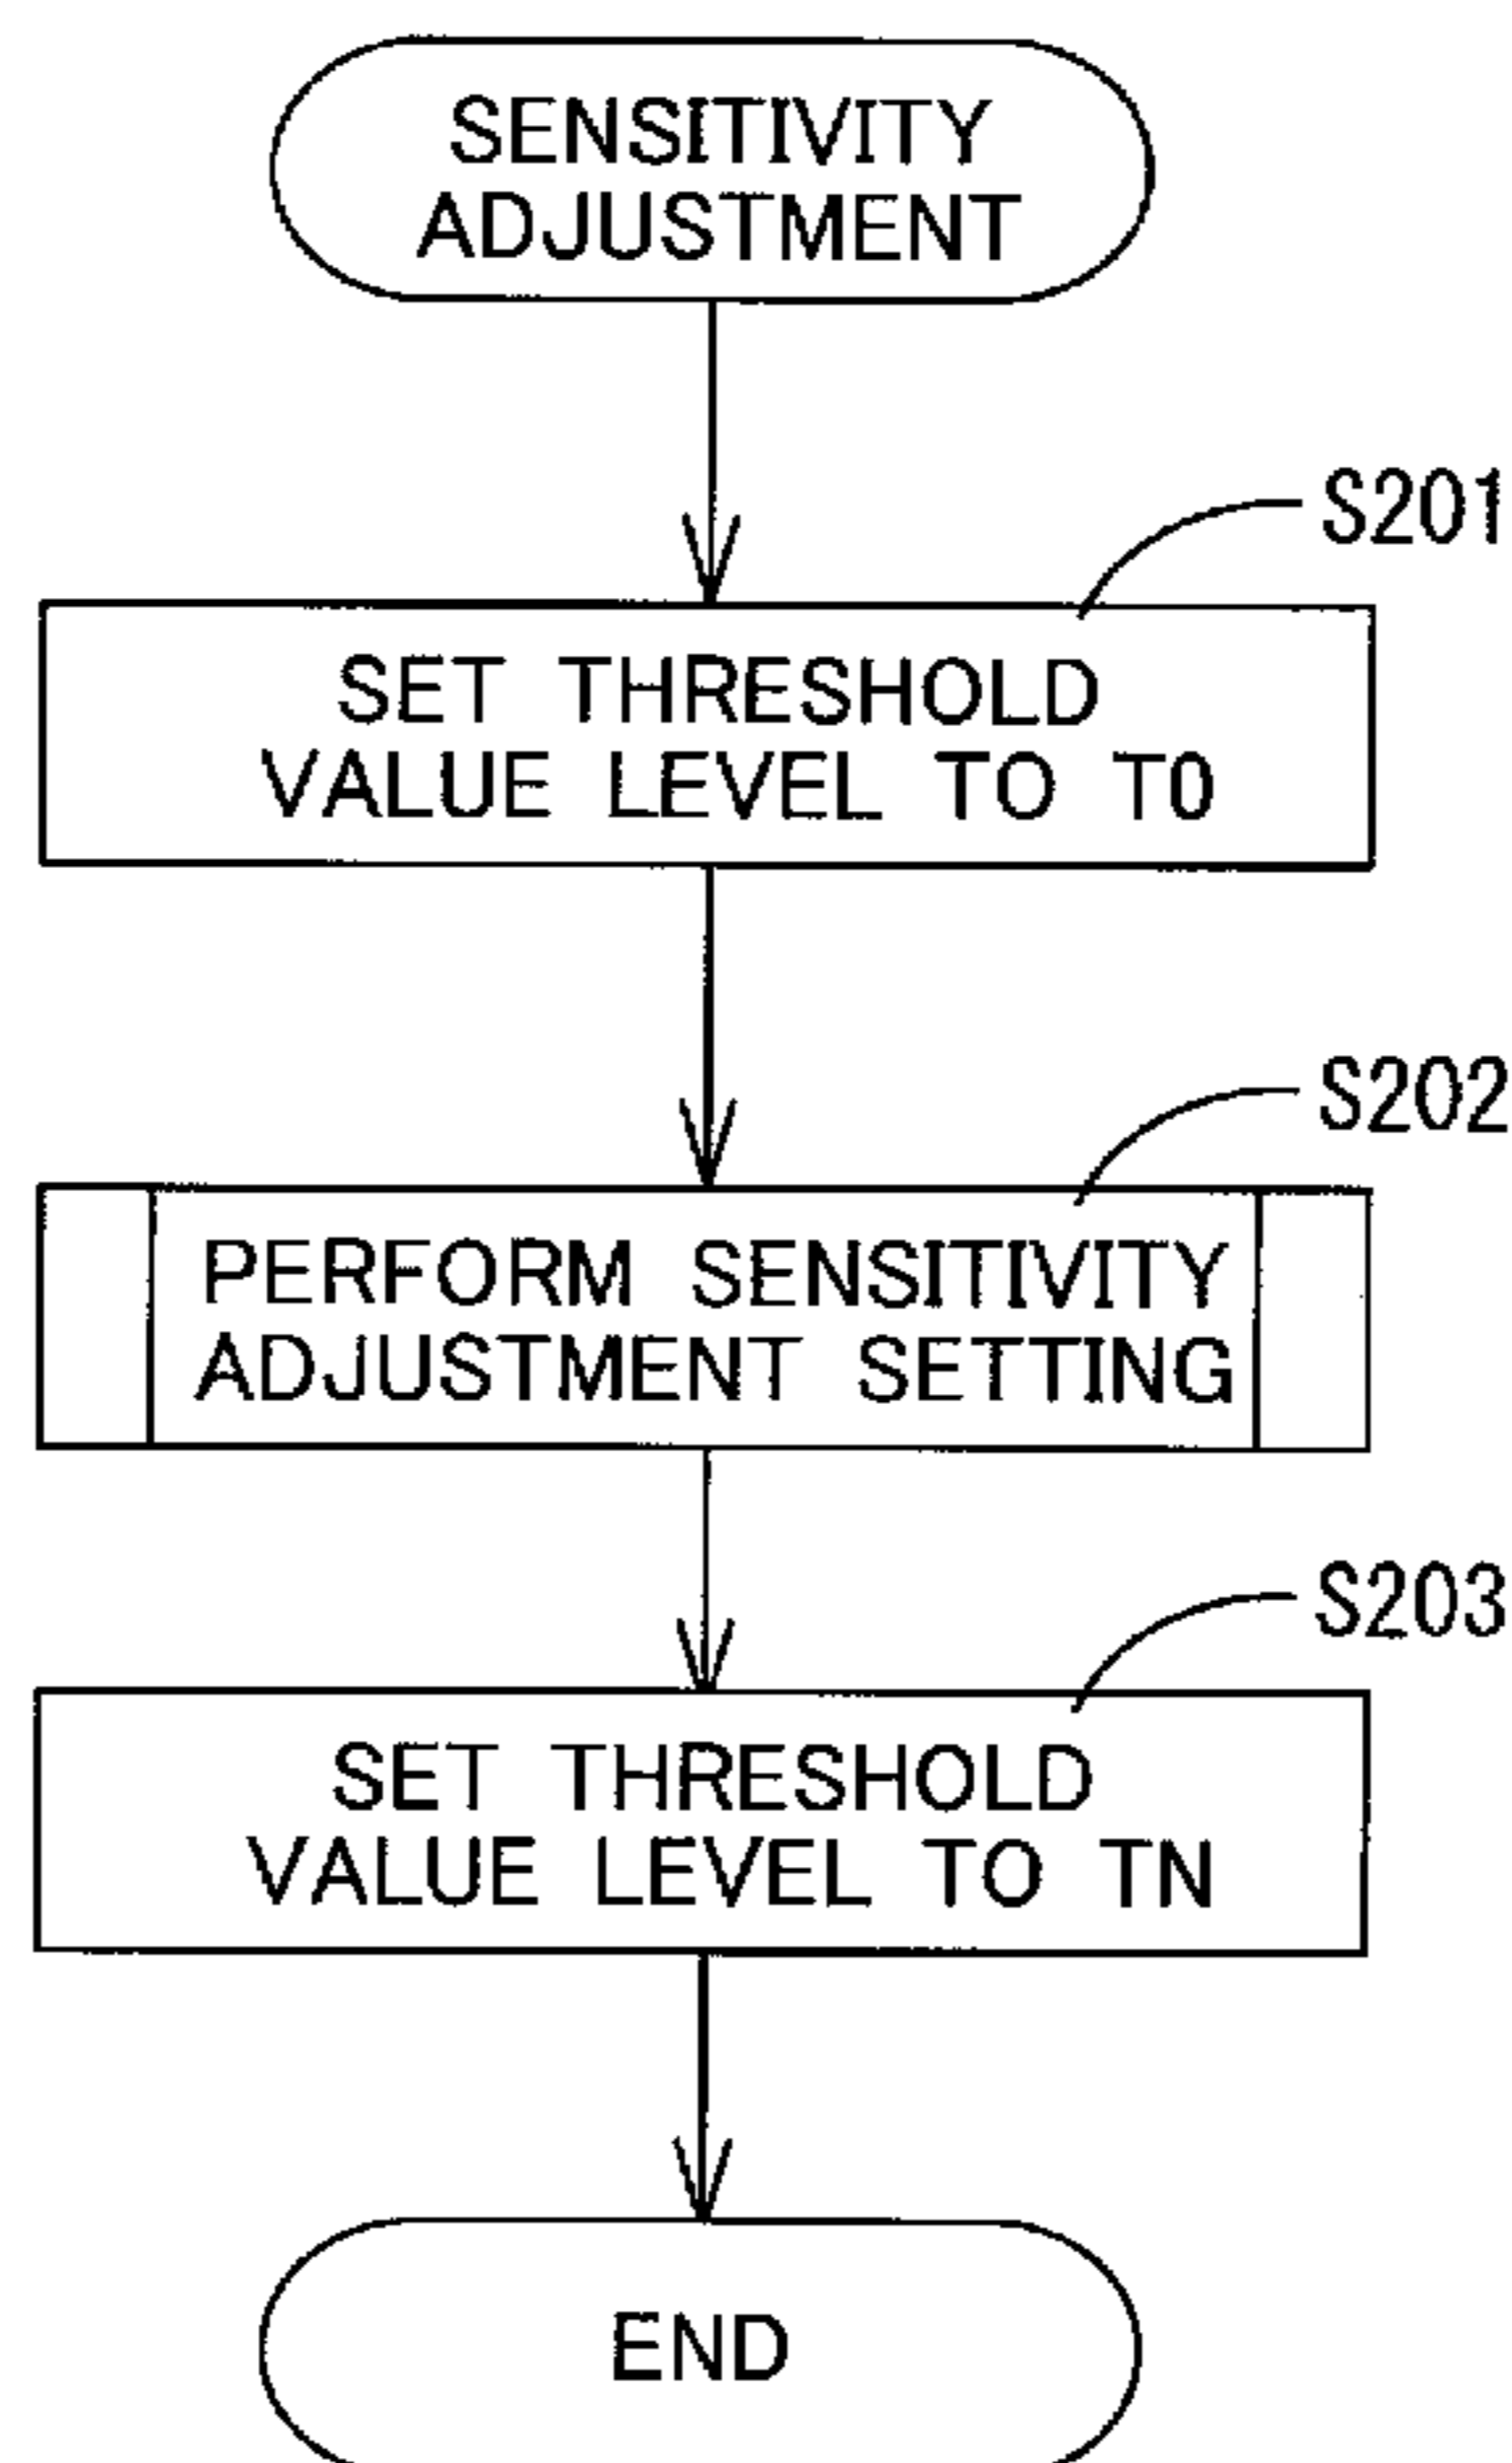 SENSITIVITY
ADJUSTMENT
S201
SET THRESHOLD
VALUE LEVEL TO T0
S202
PERFORM SENSITIVITY
ADJUSTMENT SETTING
S203
SET THRESHOLD
VALUE LEVEL TO TN
END